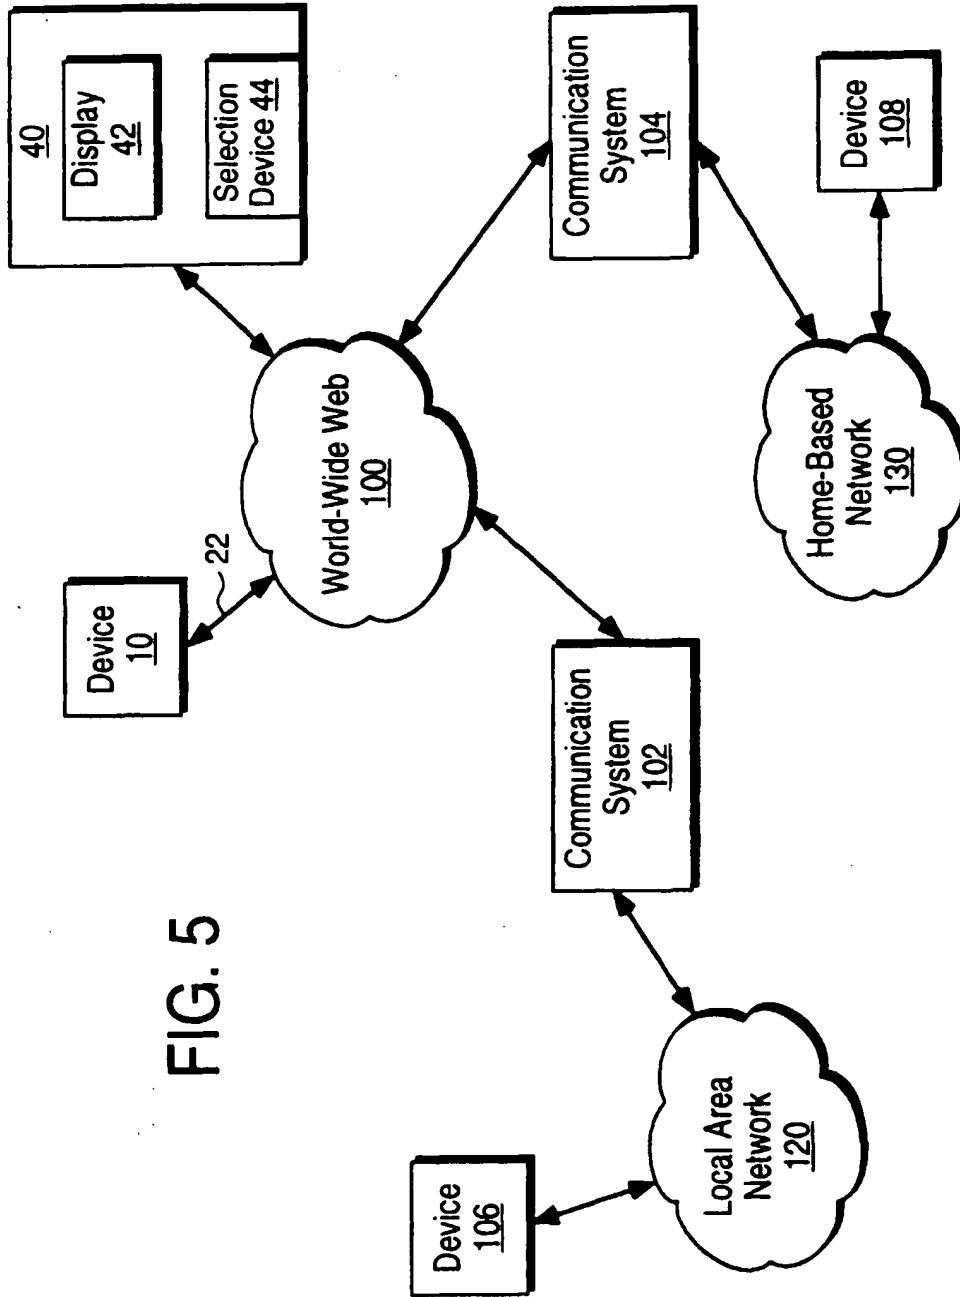 FIG. 5
Device
10
22
40
Display
42
Selection
Device 44
World-Wide Web
100
Device
106
Communication
System
102
Communication
System
104
Local Area
Network
120
Home-Based
Network
130
Device
108